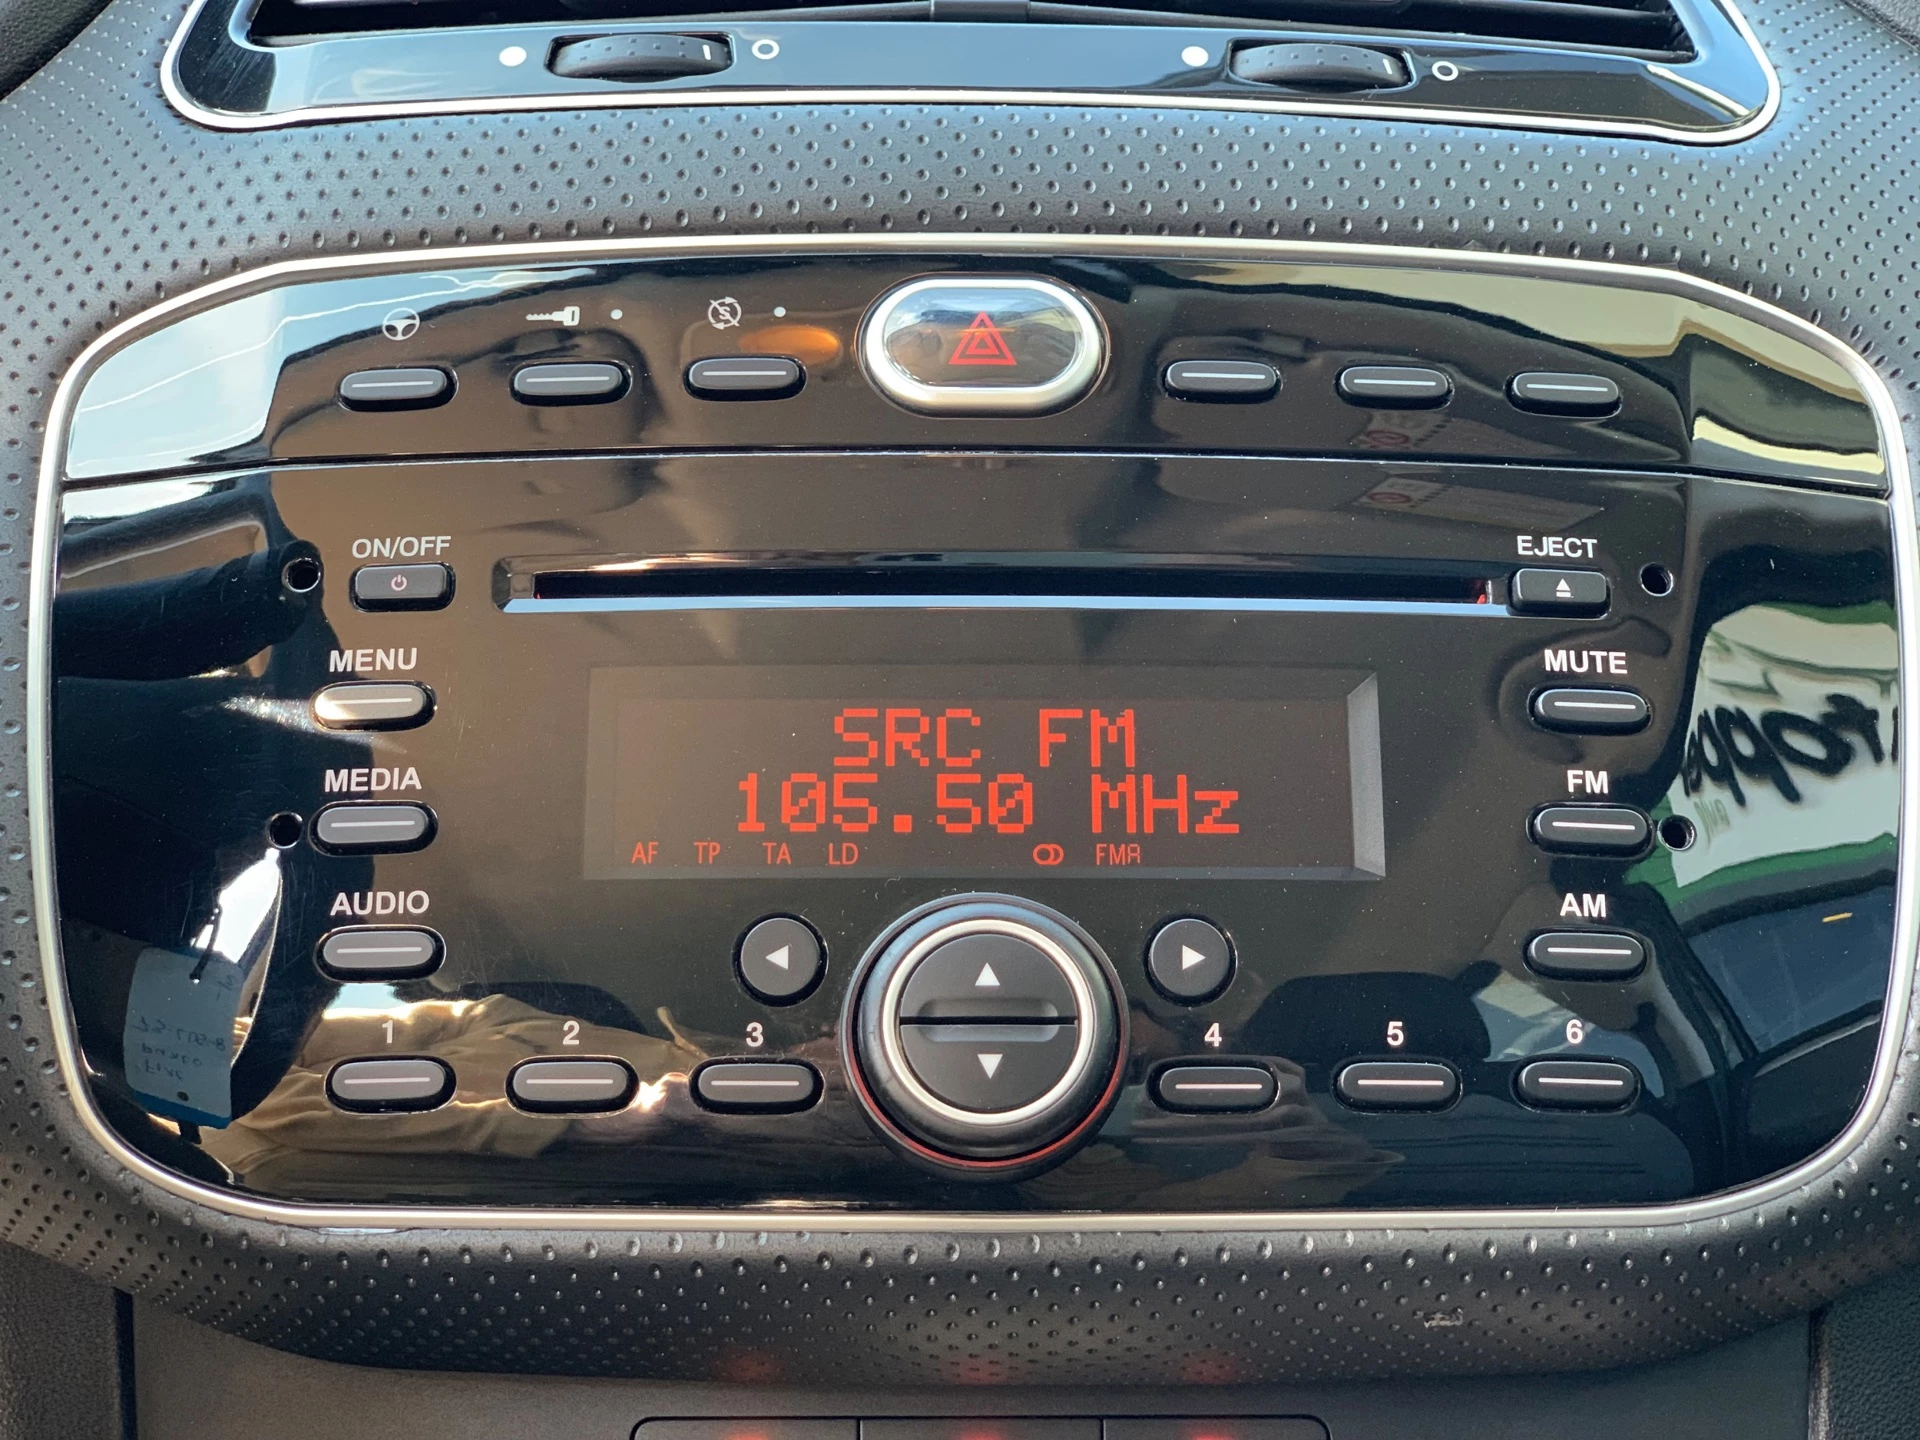 S
ON/OFF
EJECT
MENU
MUTE
SRC FM
MEDIA
FM
105.50 MHz
AF TP TA LD FMA
AUDIO
AM
1 2 3 4 5 6